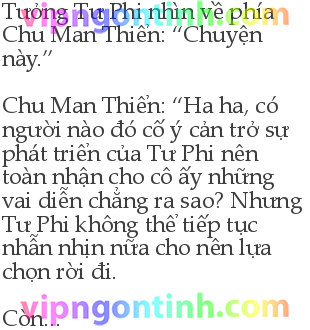 Tưởng Tư Phi nhìn về phía
vipngontinh.com
Chu Man Thiển: “Chuyện
này.”
Chu Man Thiển: “Ha ha, có
người nào đó cố ý cản trở sự
phát triển của Tư Phi nên
toàn nhận cho cô ấy những
vai diễn chẳng ra sao? Nhưng
Tư Phi không thể tiếp tục
nhẫn nhịn nữa cho nên lựa
chọn rời đi.
vipngontinh.com
Còn...